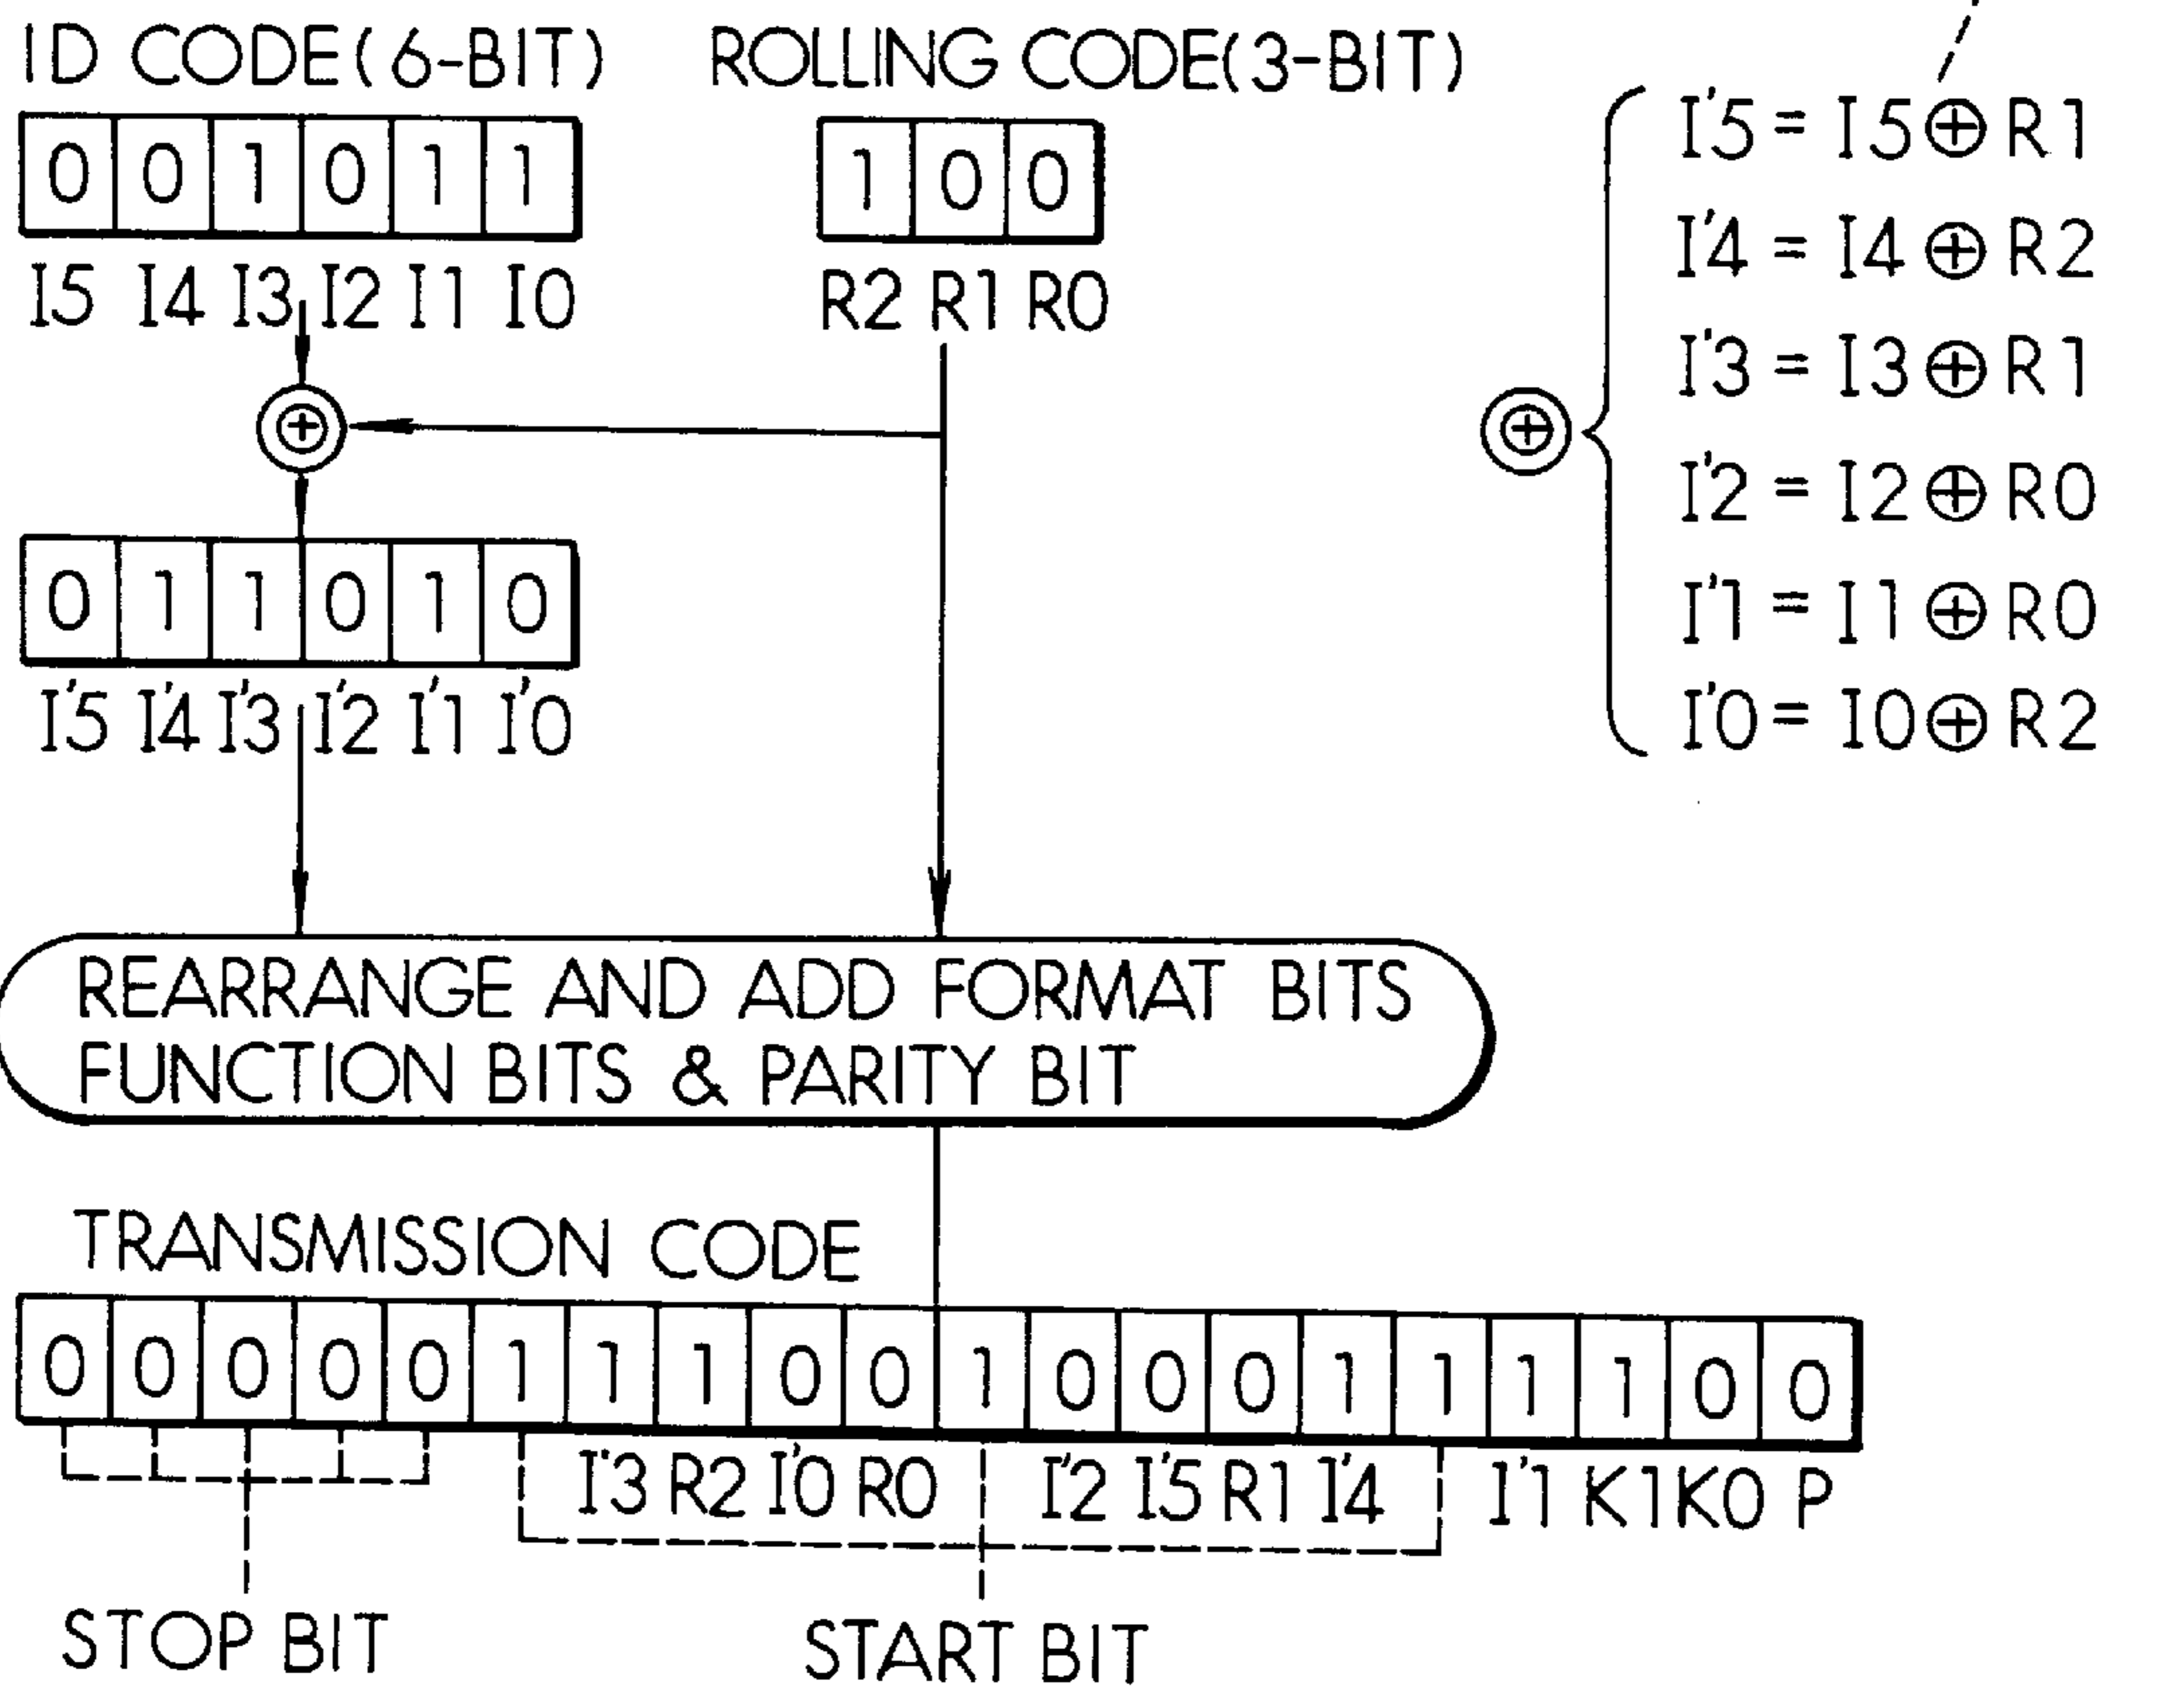 ID CODE(6-BIT) ROLLING CODE(3-BIT)
0 0 1 0 1 1 1 0 0
I5 I4 I3 I2 I1 I0 R2 R1 R0
⊕
0 1 1 0 1 0
I'5 I'4 I'3 I'2 I'1 I'0
⊕
I'5 = I5 ⊕ R1
I'4 = I4 ⊕ R2
I'3 = I3 ⊕ R1
I'2 = I2 ⊕ R0
I'1 = I1 ⊕ R0
I'0 = I0 ⊕ R2
REARRANGE AND ADD FORMAT BITS
FUNCTION BITS & PARITY BIT
TRANSMISSION CODE
0 0 0 0 0 1 1 1 0 0 1 0 0 0 1 1 1 1 0 0
I'3 R2 I'0 R0 I'2 I'5 R1 I'4 I'1 K1 K0 P
STOP BIT START BIT